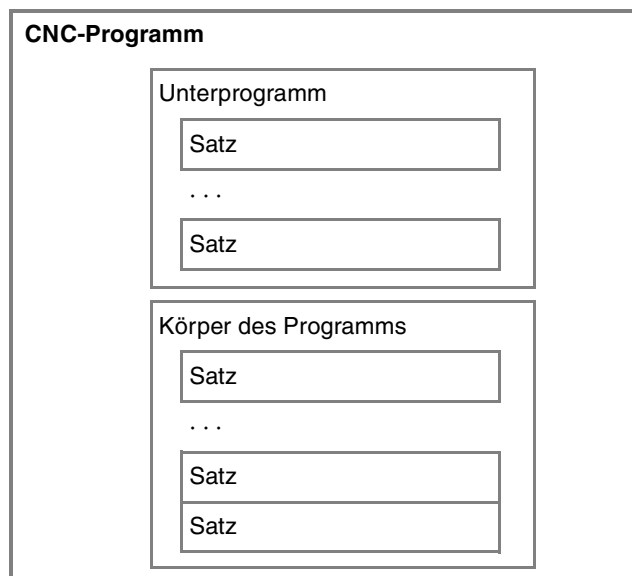 CNC-Programm
Unterprogramm
Satz
. . .
Satz
Körper des Programms
Satz
. . .
Satz
Satz